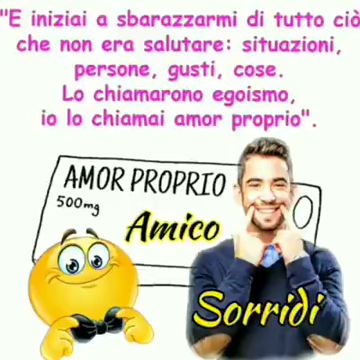 "E iniziai a sbarazzarmi di tutto ciò
che non era salutare: situazioni,
persone, gusti, cose.
Lo chiamarono egoismo,
io lo chiamai amor proprio".
AMOR PROPRIO
500mg
Amico
Sorridi